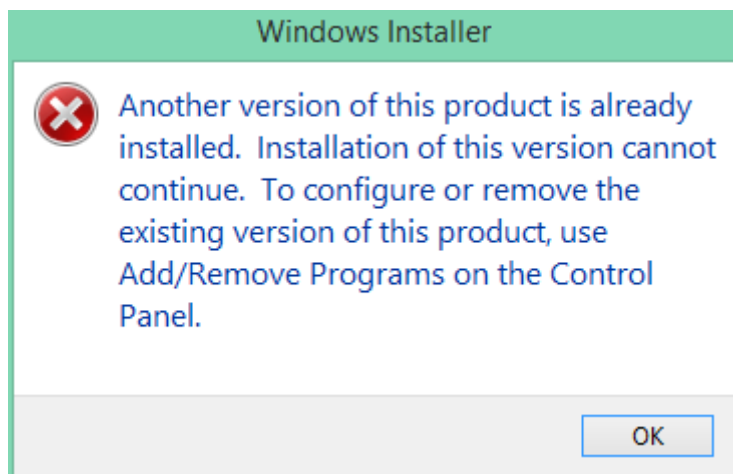 Windows Installer
Another version of this product is already
installed.  Installation of this version cannot
continue.  To configure or remove the
existing version of this product, use
Add/Remove Programs on the Control
Panel.
OK